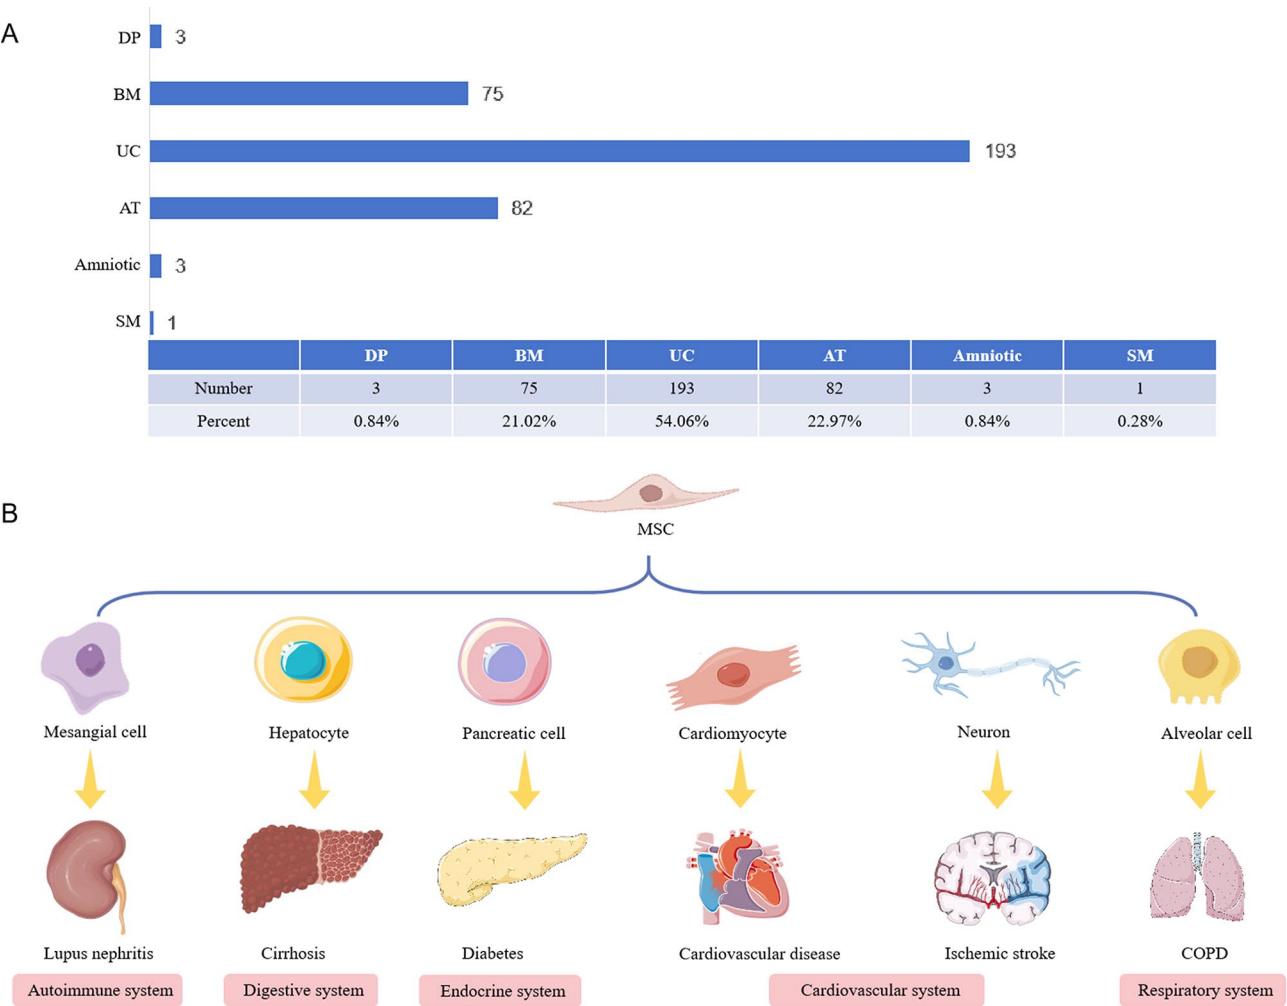 A
DP 3
BM 75
UC 193
AT 82
Amniotic 3
SM 1
DP BM UC AT Amniotic SM
Number 3 75 193 82 3 1
Percent 0.84% 21.02% 54.06% 22.97% 0.84% 0.28%
B
MSC
Mesangial cell Hepatocyte Pancreatic cell Cardiomyocyte Neuron Alveolar cell
Lupus nephritis Cirrhosis Diabetes Cardiovascular disease Ischemic stroke COPD
Autoimmune system Digestive system Endocrine system Cardiovascular system Respiratory system